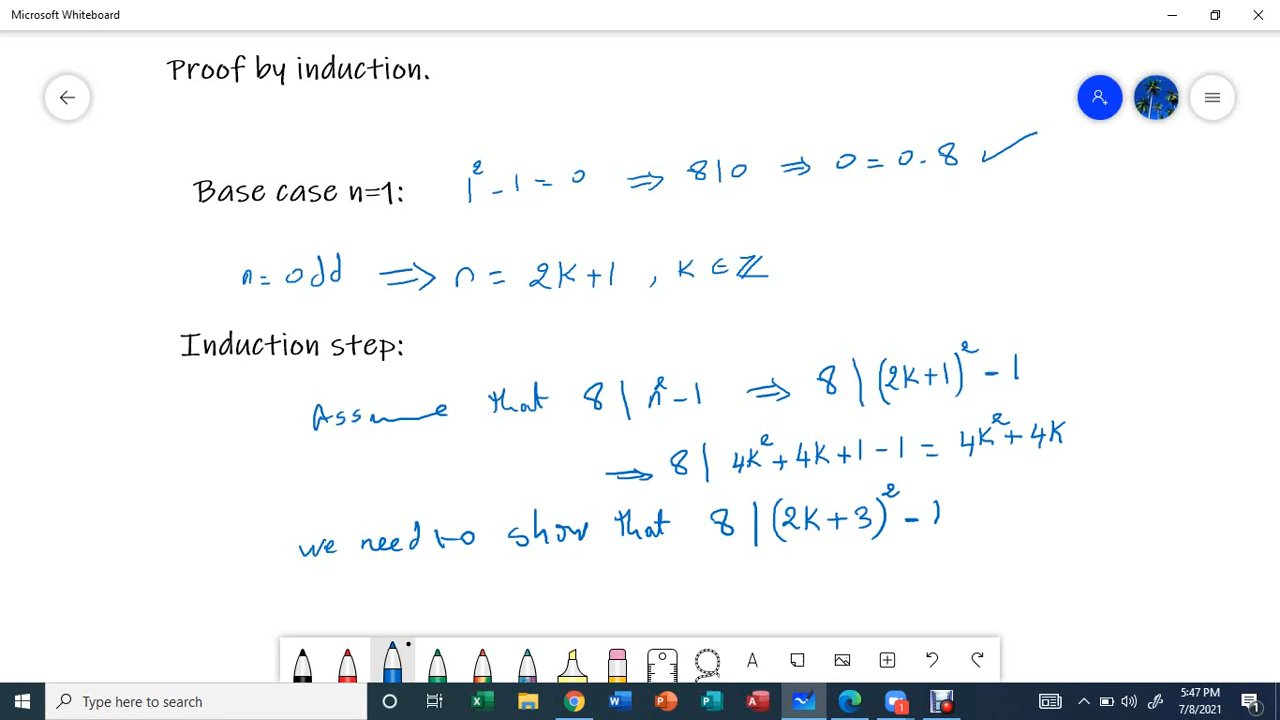 Microsoft Whiteboard
Proof by induction.
Base case n=1: 1² - 1 = 0 ⟹ 8|0 ⟹ 0 = 0.8 ✓
n = odd ⟹ n = 2K+1 , K ∈ ℤ
Induction step:
Assume that 8 | n² - 1 ⟹ 8 | (2K+1)² - 1
⟹ 8 | 4K² + 4K + 1 - 1 = 4K² + 4K
we need to show that 8 | (2K+3)² - 1
A
Type here to search
1
5:47 PM
7/8/2021
1